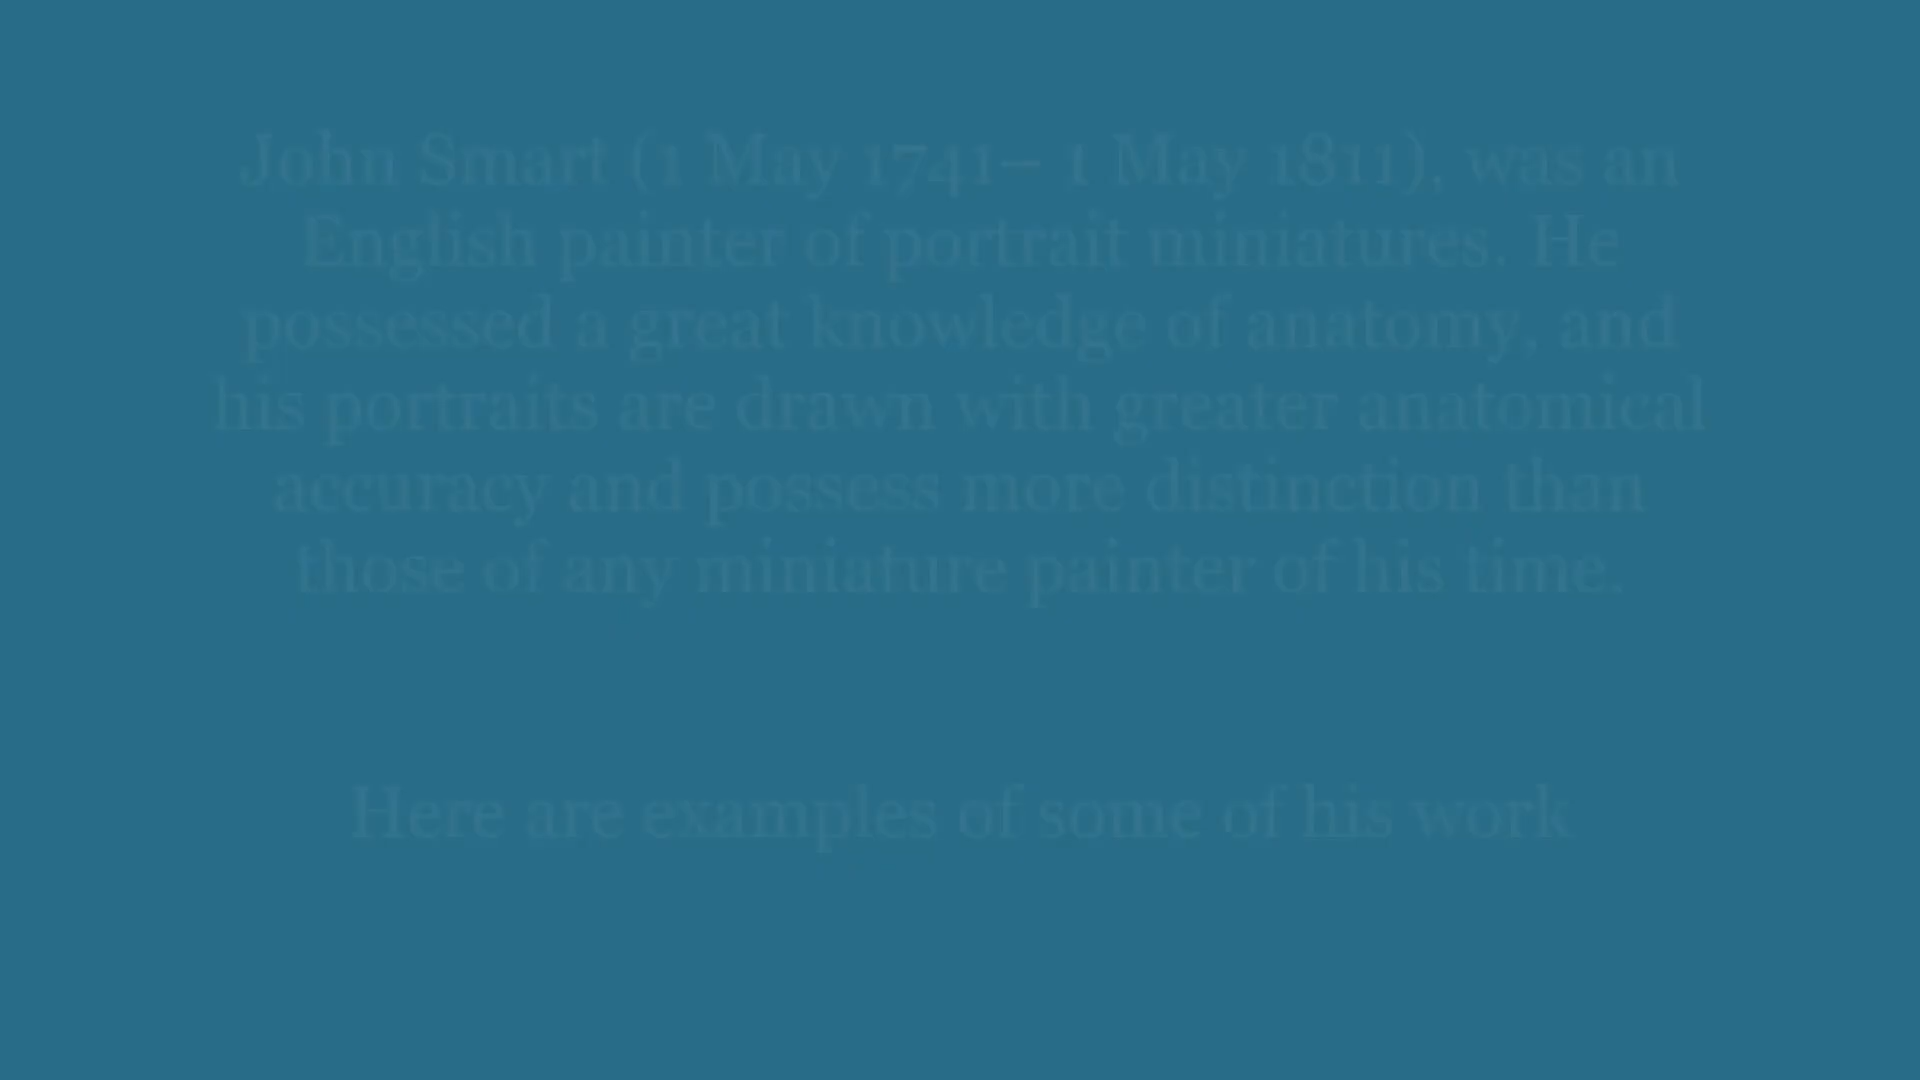 John Smart (1 May 1741– 1 May 1811), was an
English painter of portrait miniatures. He
possessed a great knowledge of anatomy, and
his portraits are drawn with greater anatomical
accuracy and possess more distinction than
those of any miniature painter of his time.
Here are examples of some of his work